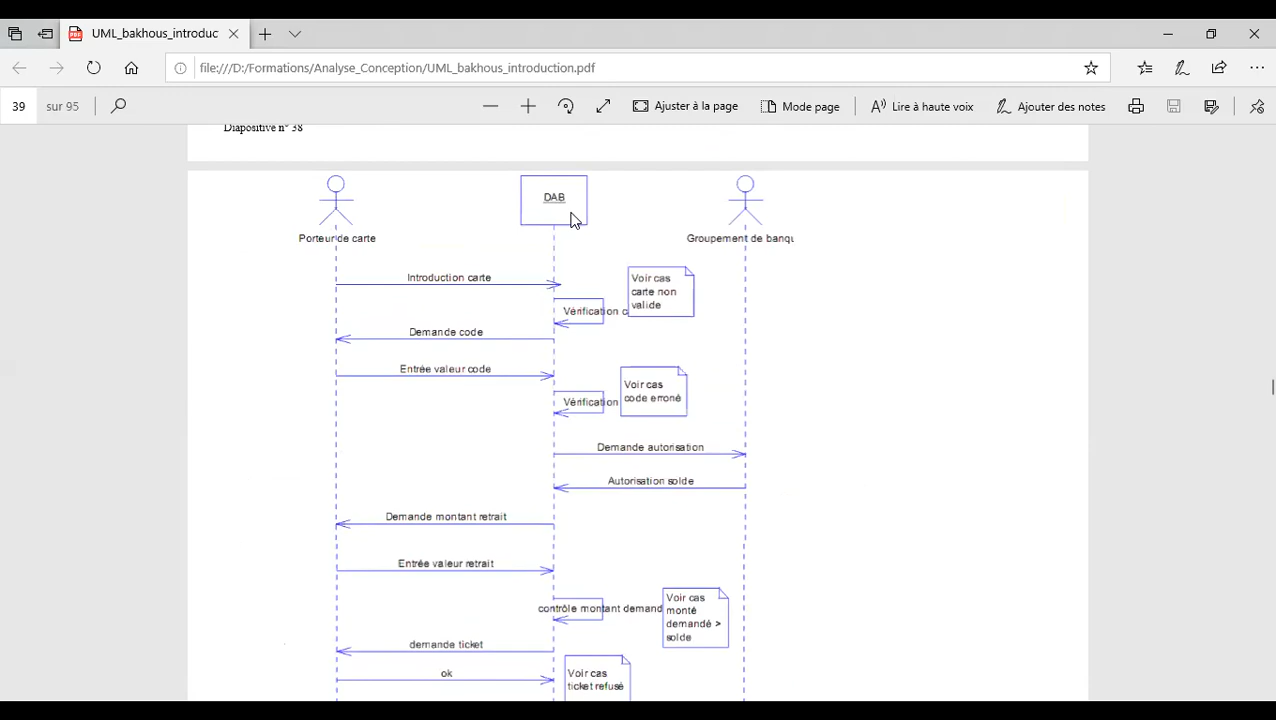 UML_bakhous_introduc
file:///D:/Formations/Analyse_Conception/UML_bakhous_introduction.pdf
39 sur 95 Ajuster à la page Mode page Lire à haute voix Ajouter des notes
Diapositive n° 38
DAB
Porteur de carte
Groupement de banqu
Introduction carte
Voir cas
carte non
valide
Vérification c
Demande code
Entrée valeur code
Voir cas
code erroné
Vérification
Demande autorisation
Autorisation solde
Demande montant retrait
Entrée valeur retrait
contrôle montant demand
Voir cas
monté
demandé >
solde
demande ticket
ok
Voir cas
ticket refusé